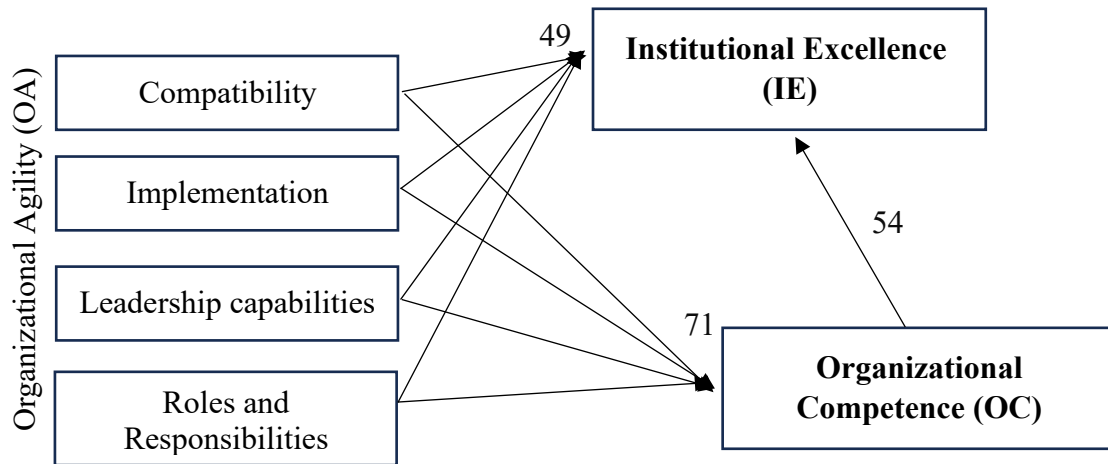 Organizational Agility (OA)
Compatibility
Implementation
Leadership capabilities
Roles and
Responsibilities
49
Institutional Excellence
(IE)
54
71
Organizational
Competence (OC)